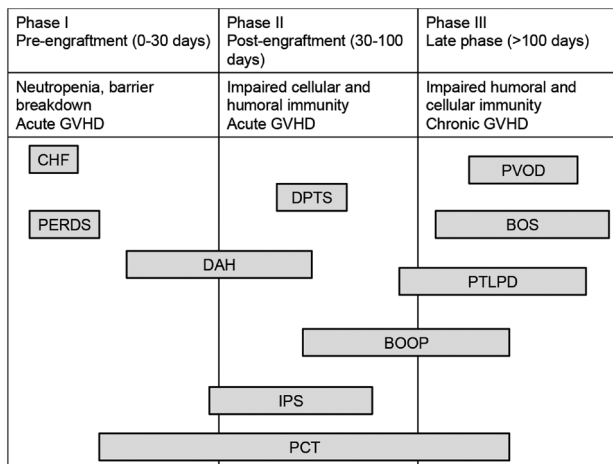 Phase I
Pre-engraftment (0-30 days)
Phase II
Post-engraftment (30-100
days)
Phase III
Late phase (>100 days)
Neutropenia, barrier
breakdown
Acute GVHD
Impaired cellular and
humoral immunity
Acute GVHD
Impaired humoral and
cellular immunity
Chronic GVHD
CHF
PVOD
DPTS
PERDS
BOS
DAH
PTLPD
BOOP
IPS
PCT